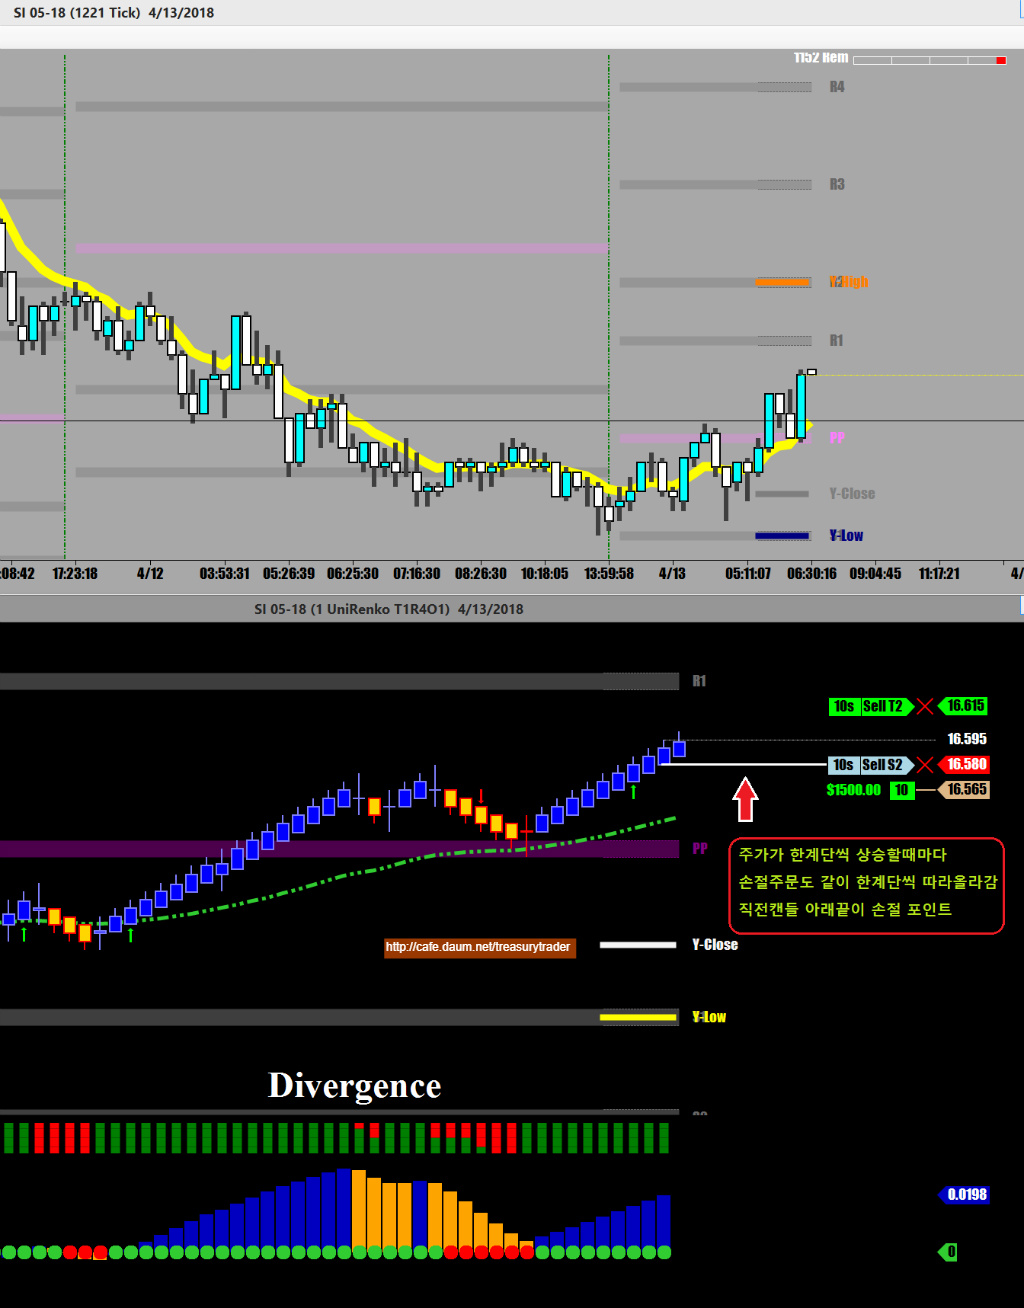 SI 05-18 (1221 Tick)  4/13/2018
1152 Rem
R4
R3
R1
PP
Y-Close
Y-Low
:08:42 17:23:18 4/12 03:53:31 05:26:39 06:25:30 07:16:30 08:26:30 10:18:05 13:59:58 4/13 05:11:07 06:30:16 09:04:45 11:17:21 4/
SI 05-18 (1 UniRenko T1R4O1)  4/13/2018
R1
10s Sell T2 16.615
16.595
10s Sell S2 16.580
$1500.00 10 16.565
PP
주가가 한계단씩 상승할때마다
손절주문도 같이 한계단씩 따라올라감
직전캔들 아래끝이 손절 포인트
http://cafe.daum.net/treasurytrader
Y-Close
Y-Low
Divergence
0.0198
0